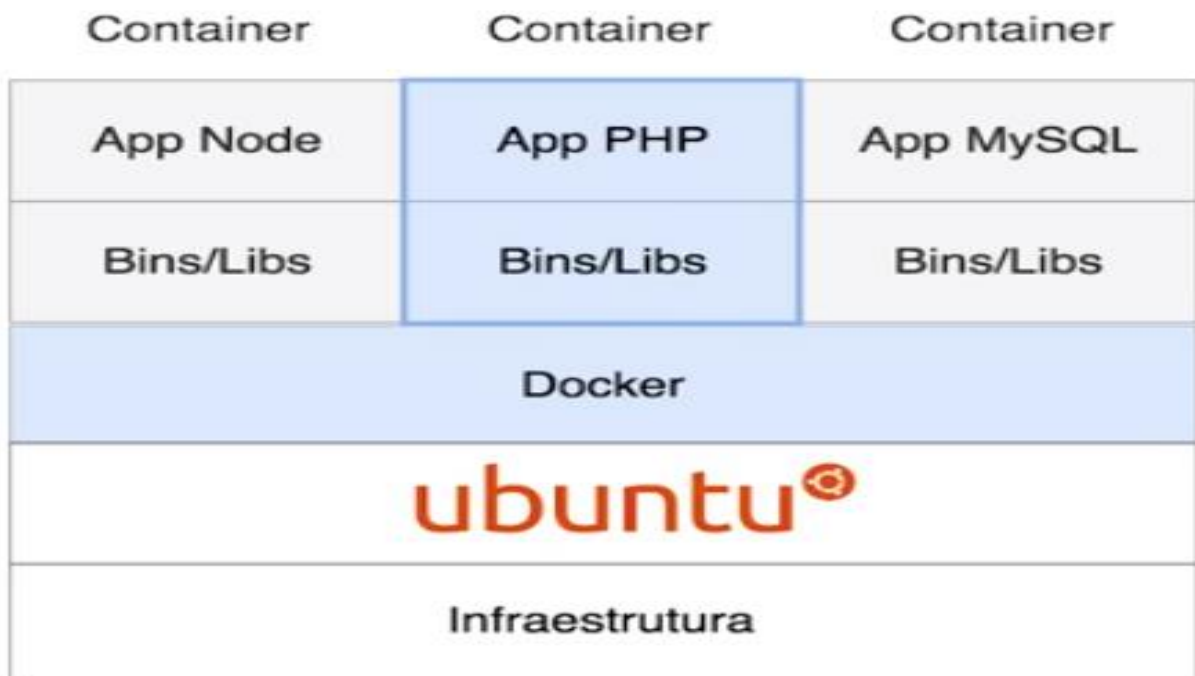 Container Container Container
App Node App PHP App MySQL
Bins/Libs Bins/Libs Bins/Libs
Docker
ubuntu
Infraestrutura